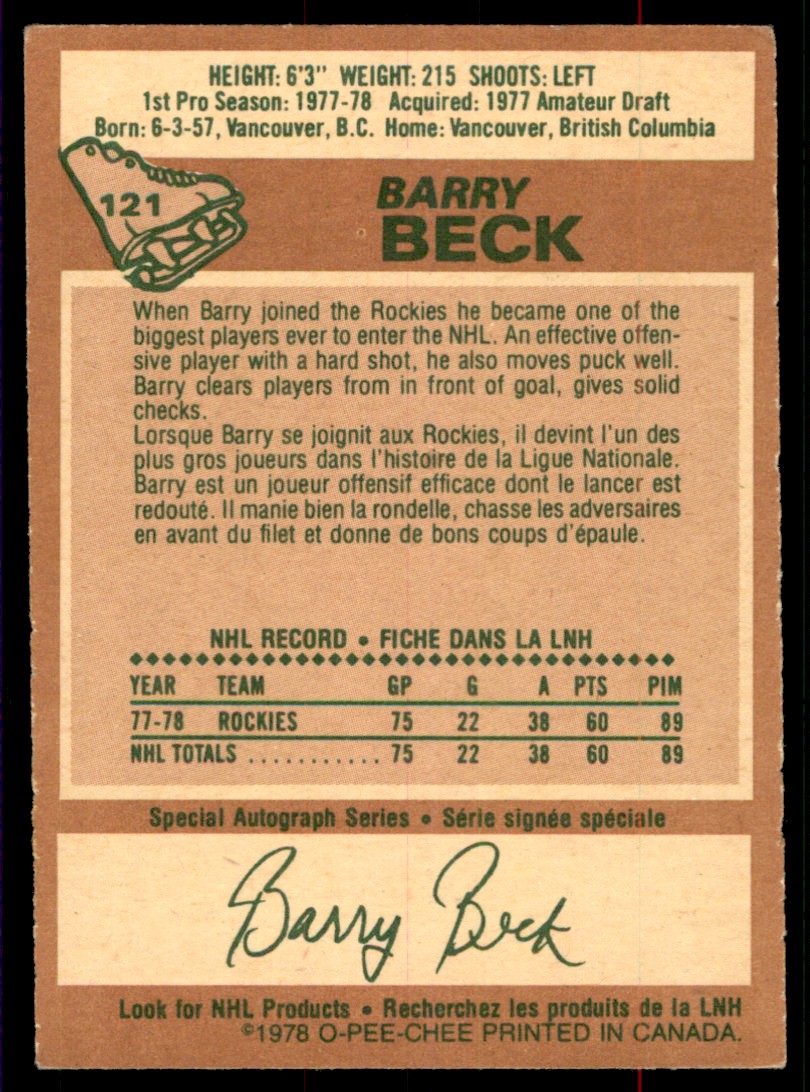 HEIGHT: 6'3" WEIGHT: 215 SHOOTS: LEFT
1st Pro Season: 1977-78 Acquired: 1977 Amateur Draft
Born: 6-3-57, Vancouver, B.C. Home: Vancouver, British Columbia
121
BARRY
BECK
When Barry joined the Rockies he became one of the
biggest players ever to enter the NHL. An effective offen-
sive player with a hard shot, he also moves puck well.
Barry clears players from in front of goal, gives solid
checks.
Lorsque Barry se joignit aux Rockies, il devint l'un des
plus gros joueurs dans l'histoire de la Ligue Nationale.
Barry est un joueur offensif efficace dont le lancer est
redouté. Il manie bien la rondelle, chasse les adversaires
en avant du filet et donne de bons coups d'épaule.
NHL RECORD • FICHE DANS LA LNH
YEAR TEAM GP G A PTS PIM
77-78 ROCKIES 75 22 38 60 89
NHL TOTALS ........... 75 22 38 60 89
Special Autograph Series • Série signée spéciale
Barry Beck
Look for NHL Products • Recherchez les produits de la LNH
©1978 O-PEE-CHEE PRINTED IN CANADA.